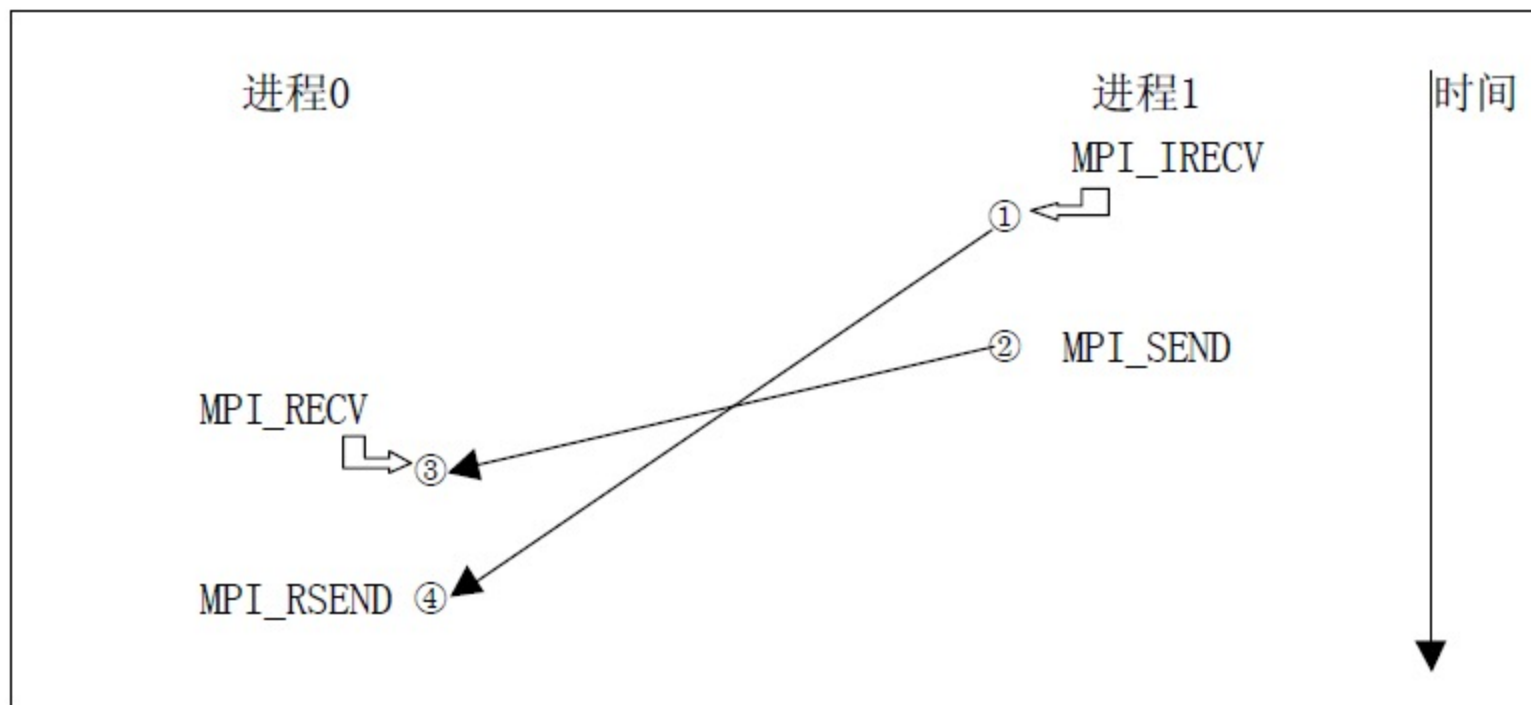 进程0 进程1 时间
MPI_IRECV
①
② MPI_SEND
MPI_RECV
③
MPI_RSEND ④